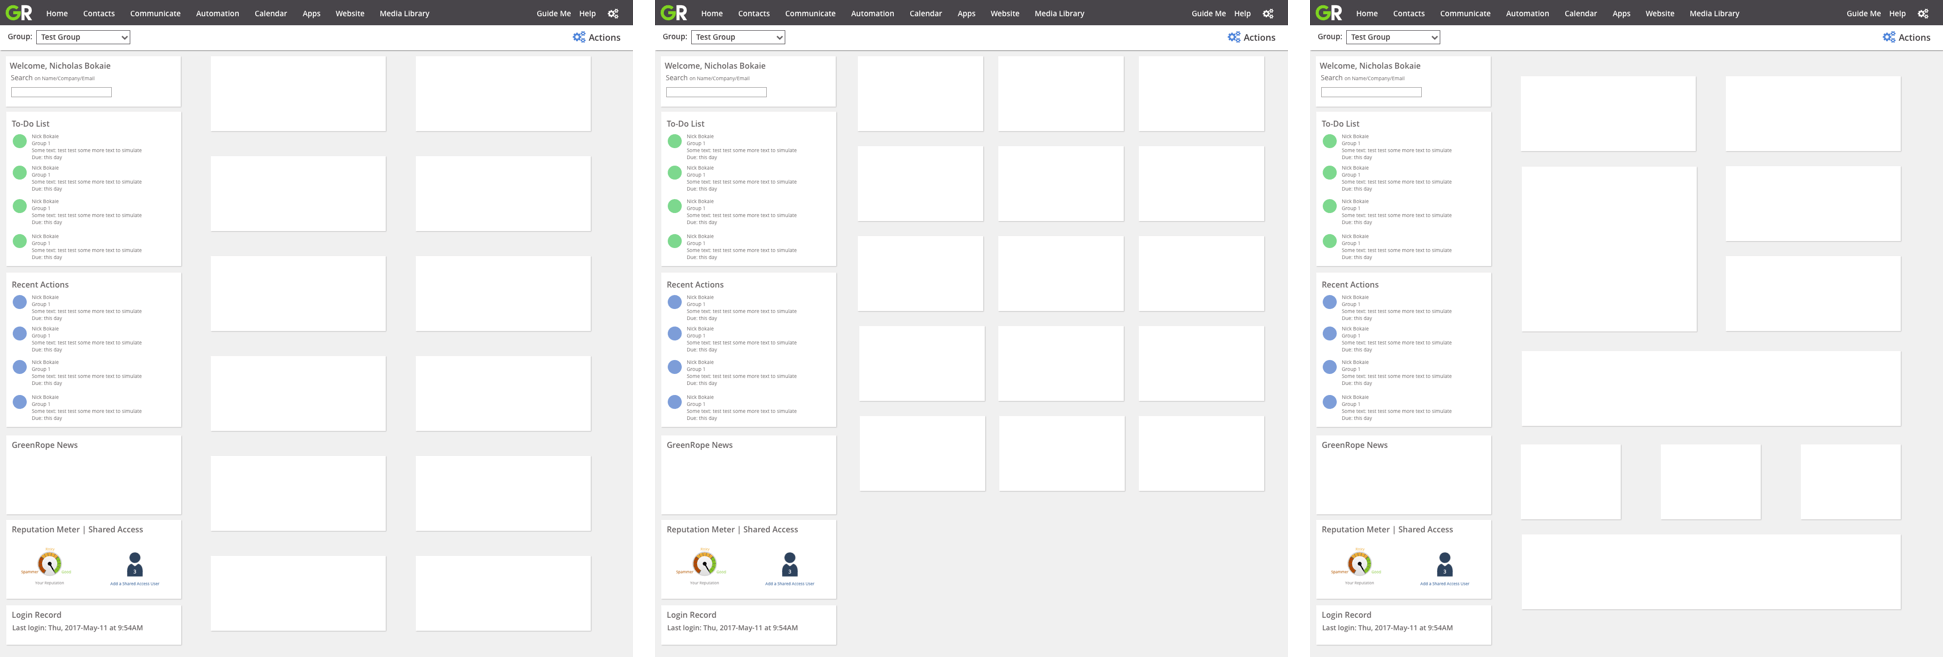 GR Home Contacts Communicate Automation Calendar Apps Website Media Library Guide Me Help
Group: Test Group Actions
Welcome, Nicholas Bokaie
Search on Name/Company/Email
To-Do List
Nick Bokaie
Group 1
Some text: test test some more text to simulate
Due: this day
Nick Bokaie
Group 1
Some text: test test some more text to simulate
Due: this day
Nick Bokaie
Group 1
Some text: test test some more text to simulate
Due: this day
Nick Bokaie
Group 1
Some text: test test some more text to simulate
Due: this day
Recent Actions
Nick Bokaie
Group 1
Some text: test test some more text to simulate
Due: this day
Nick Bokaie
Group 1
Some text: test test some more text to simulate
Due: this day
Nick Bokaie
Group 1
Some text: test test some more text to simulate
Due: this day
Nick Bokaie
Group 1
Some text: test test some more text to simulate
Due: this day
GreenRope News
Reputation Meter | Shared Access
Spammer
3
Your Reputation
Add a Shared Access User
Login Record
Last login: Thu, 2017-May-11 at 9:54AM
GR Home Contacts Communicate Automation Calendar Apps Website Media Library Guide Me Help
Group: Test Group Actions
Welcome, Nicholas Bokaie
Search on Name/Company/Email
To-Do List
Nick Bokaie
Group 1
Some text: test test some more text to simulate
Due: this day
Nick Bokaie
Group 1
Some text: test test some more text to simulate
Due: this day
Nick Bokaie
Group 1
Some text: test test some more text to simulate
Due: this day
Nick Bokaie
Group 1
Some text: test test some more text to simulate
Due: this day
Recent Actions
Nick Bokaie
Group 1
Some text: test test some more text to simulate
Due: this day
Nick Bokaie
Group 1
Some text: test test some more text to simulate
Due: this day
Nick Bokaie
Group 1
Some text: test test some more text to simulate
Due: this day
Nick Bokaie
Group 1
Some text: test test some more text to simulate
Due: this day
GreenRope News
Reputation Meter | Shared Access
Spammer
3
Your Reputation
Add a Shared Access User
Login Record
Last login: Thu, 2017-May-11 at 9:54AM
GR Home Contacts Communicate Automation Calendar Apps Website Media Library Guide Me Help
Group: Test Group Actions
Welcome, Nicholas Bokaie
Search on Name/Company/Email
To-Do List
Nick Bokaie
Group 1
Some text: test test some more text to simulate
Due: this day
Nick Bokaie
Group 1
Some text: test test some more text to simulate
Due: this day
Nick Bokaie
Group 1
Some text: test test some more text to simulate
Due: this day
Nick Bokaie
Group 1
Some text: test test some more text to simulate
Due: this day
Recent Actions
Nick Bokaie
Group 1
Some text: test test some more text to simulate
Due: this day
Nick Bokaie
Group 1
Some text: test test some more text to simulate
Due: this day
Nick Bokaie
Group 1
Some text: test test some more text to simulate
Due: this day
Nick Bokaie
Group 1
Some text: test test some more text to simulate
Due: this day
GreenRope News
Reputation Meter | Shared Access
Spammer
3
Your Reputation
Add a Shared Access User
Login Record
Last login: Thu, 2017-May-11 at 9:54AM